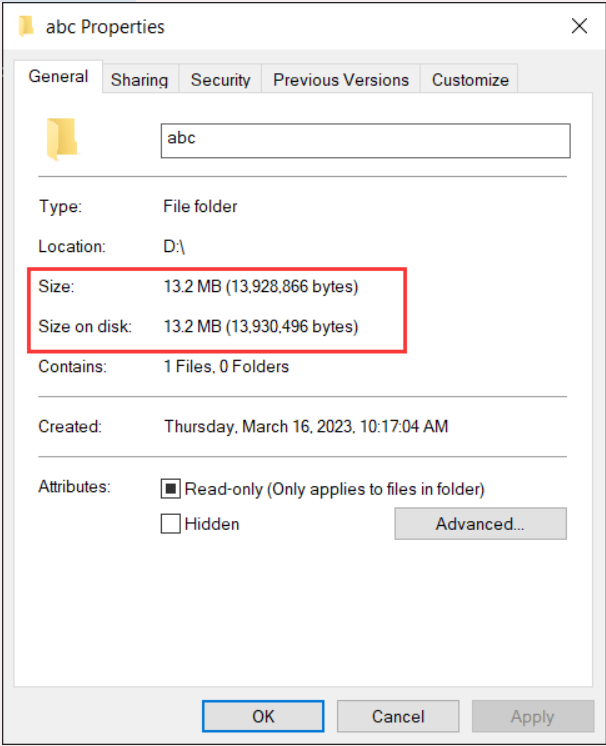 abc Properties
General Sharing Security Previous Versions Customize
abc
Type: File folder
Location: D:\
Size: 13.2 MB (13,928,866 bytes)
Size on disk: 13.2 MB (13,930,496 bytes)
Contains: 1 Files, 0 Folders
Created: Thursday, March 16, 2023, 10:17:04 AM
Attributes: Read-only (Only applies to files in folder)
Hidden Advanced...
OK Cancel Apply